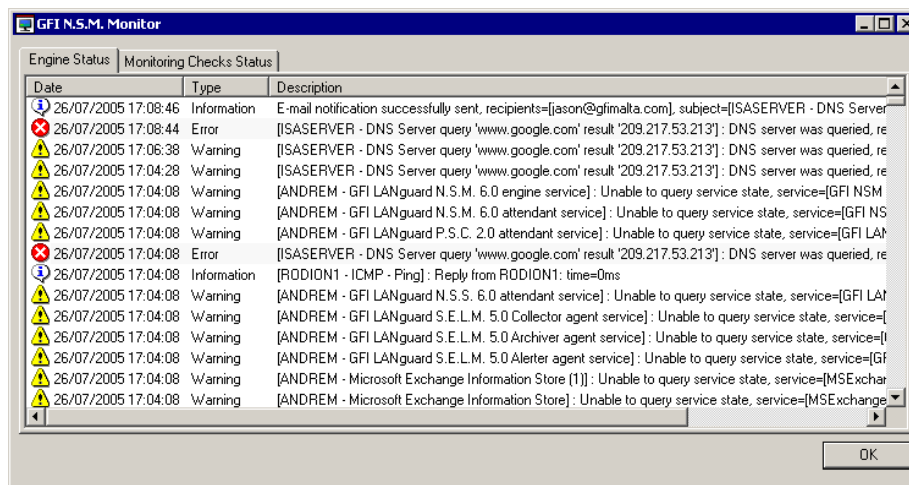 GFI N.S.M. Monitor
Engine Status Monitoring Checks Status
Date Type Description
26/07/2005 17:08:46 Information E-mail notification successfully sent, recipients=[jason@gfimalta.com], subject=[ISASERVER - DNS Server
26/07/2005 17:08:44 Error [ISASERVER - DNS Server query 'www.google.com' result '209.217.53.213'] : DNS server was queried, re
26/07/2005 17:06:38 Warning [ISASERVER - DNS Server query 'www.google.com' result '209.217.53.213'] : DNS server was queried, re
26/07/2005 17:04:28 Warning [ISASERVER - DNS Server query 'www.google.com' result '209.217.53.213'] : DNS server was queried, re
26/07/2005 17:04:08 Warning [ANDREM - GFI LANguard N.S.M. 6.0 engine service] : Unable to query service state, service=[GFI NSM
26/07/2005 17:04:08 Warning [ANDREM - GFI LANguard N.S.M. 6.0 attendant service] : Unable to query service state, service=[GFI NS
26/07/2005 17:04:08 Warning [ANDREM - GFI LANguard P.S.C. 2.0 attendant service] : Unable to query service state, service=[GFI LAN
26/07/2005 17:04:08 Error [ISASERVER - DNS Server query 'www.google.com' result '209.217.53.213'] : DNS server was queried, re
26/07/2005 17:04:08 Information [RODION1 - ICMP - Ping] : Reply from RODION1: time=0ms
26/07/2005 17:04:08 Warning [ANDREM - GFI LANguard N.S.S. 6.0 attendant service] : Unable to query service state, service=[GFI LAN
26/07/2005 17:04:08 Warning [ANDREM - GFI LANguard S.E.L.M. 5.0 Collector agent service] : Unable to query service state, service=[
26/07/2005 17:04:08 Warning [ANDREM - GFI LANguard S.E.L.M. 5.0 Archiver agent service] : Unable to query service state, service=[
26/07/2005 17:04:08 Warning [ANDREM - GFI LANguard S.E.L.M. 5.0 Alerter agent service] : Unable to query service state, service=[GF
26/07/2005 17:04:08 Warning [ANDREM - Microsoft Exchange Information Store (1)] : Unable to query service state, service=[MSExchan
26/07/2005 17:04:08 Warning [ANDREM - Microsoft Exchange Information Store] : Unable to query service state, service=[MSExchange
OK